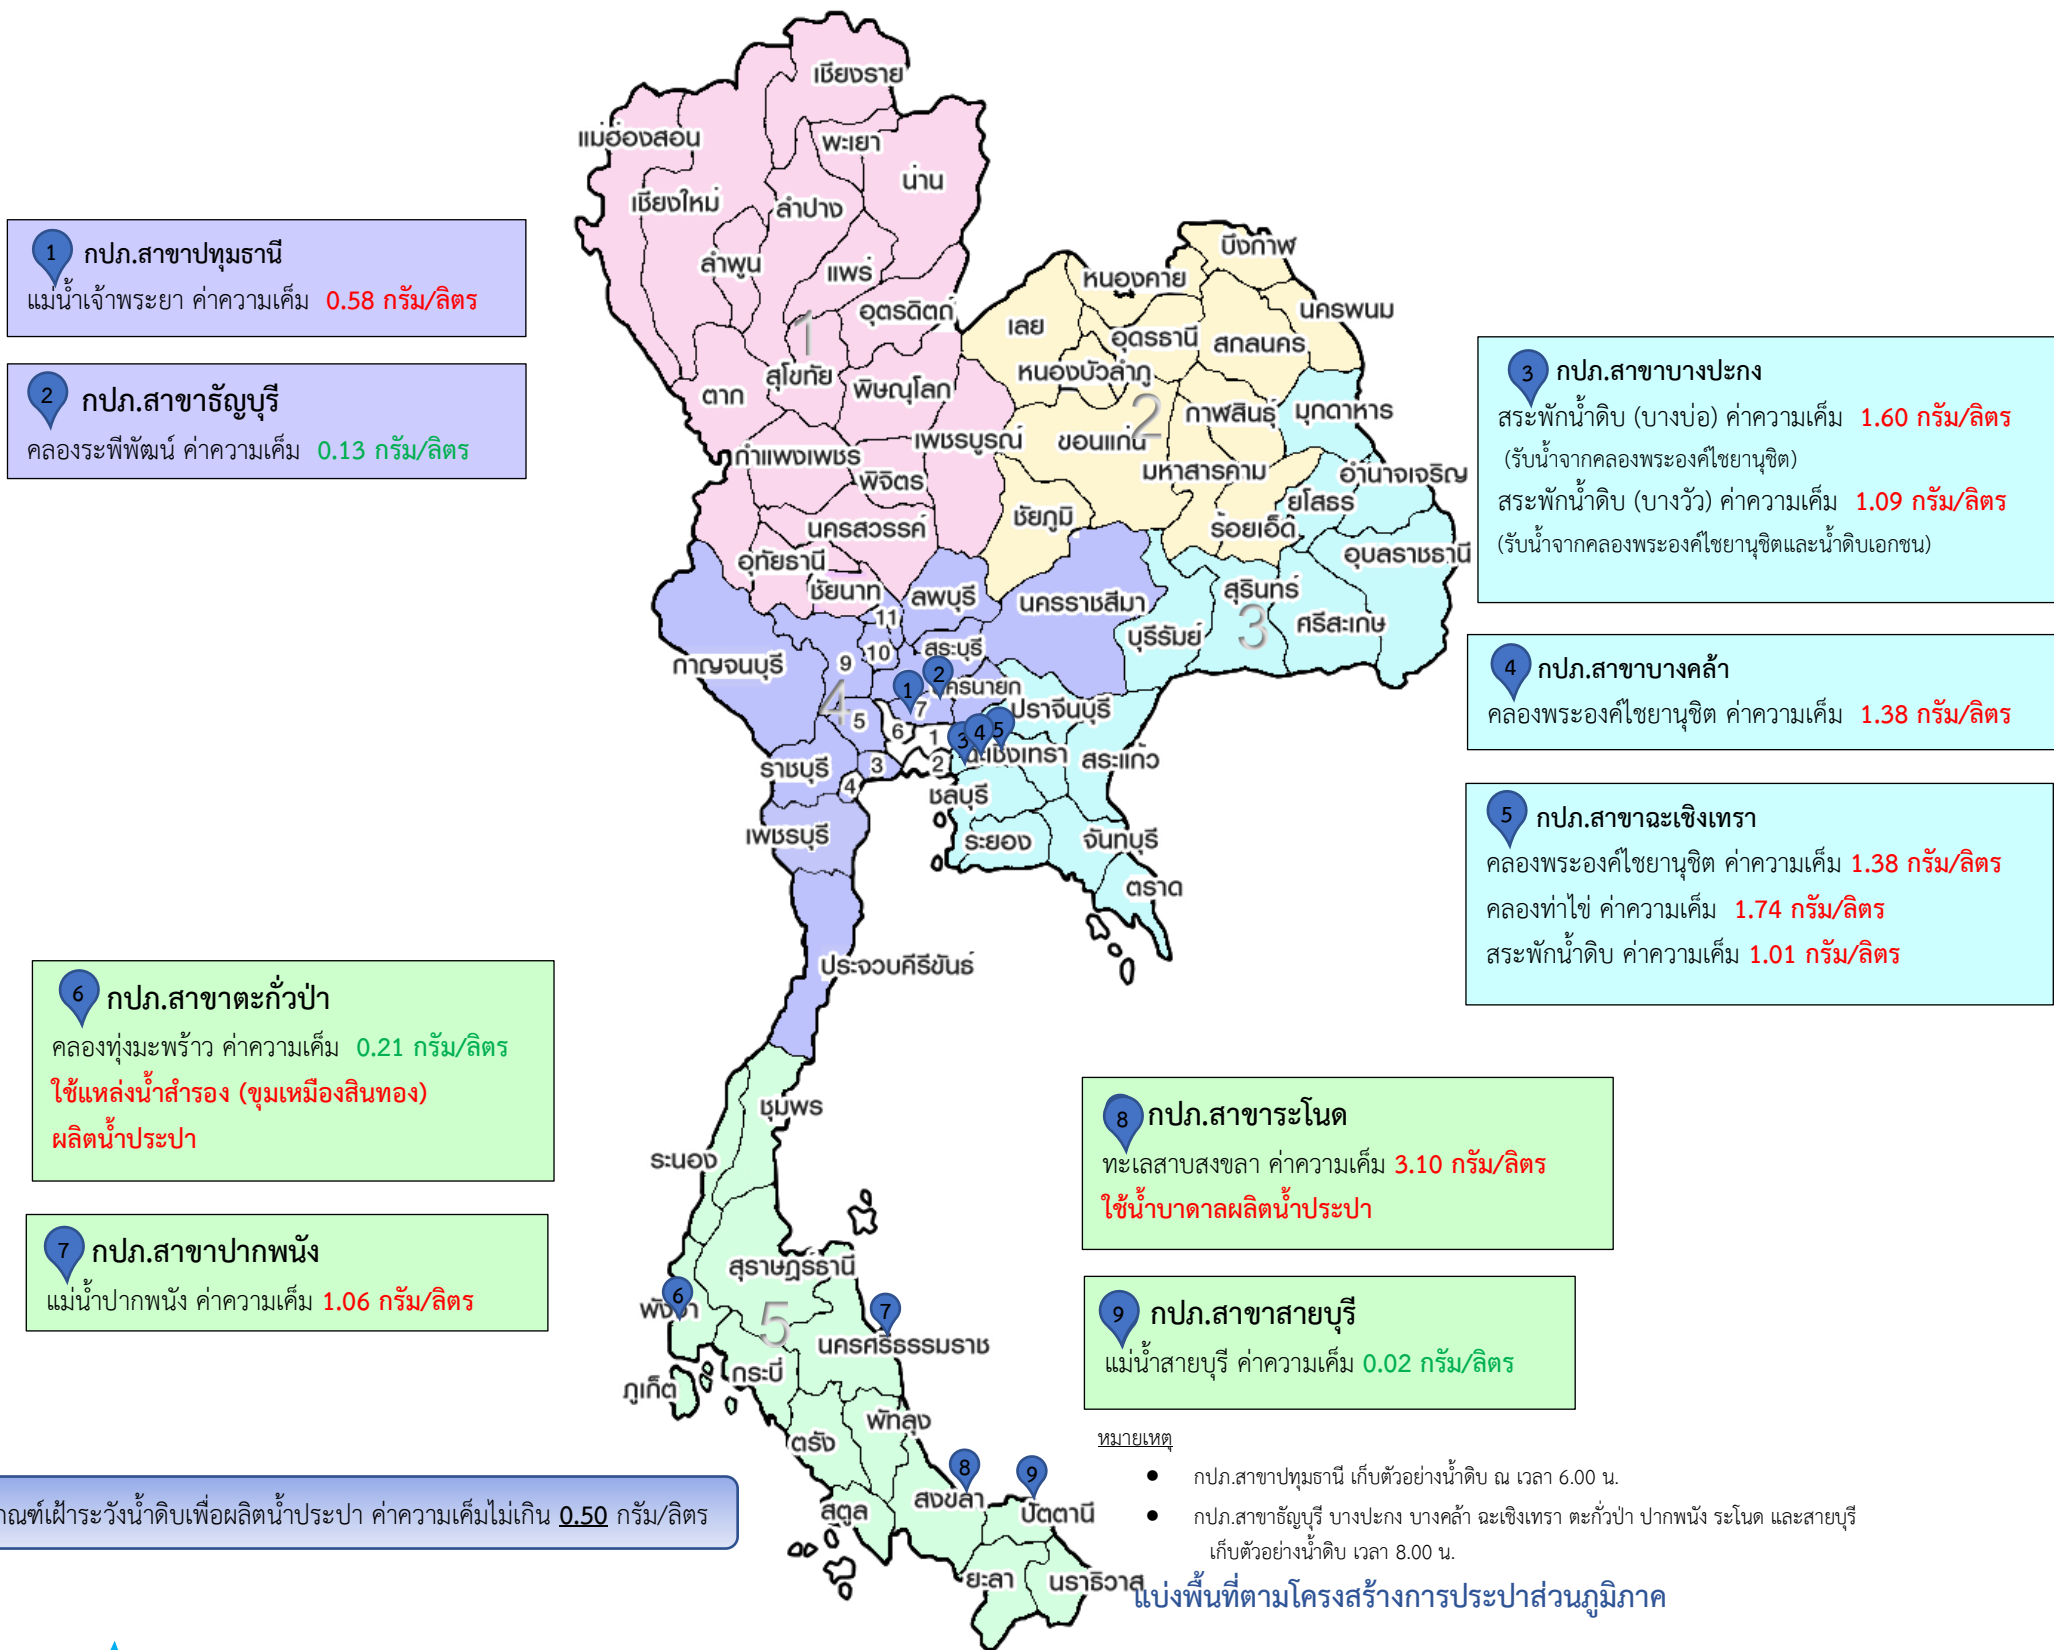 เชียงราย
แม่ฮ่องสอน
พะเยา
น่าน
เชียงใหม่
ลำปาง
ลำพูน
แพร่
อุตรดิตถ์
1
สุโขทัย
ตาก
พิษณุโลก
กำแพงเพชร
เพชรบูรณ์
พิจิตร
นครสวรรค์
อุทัยธานี
ชัยนาท
บึงกาฬ
หนองคาย
นครพนม
เลย
อุดรธานี
สกลนคร
หนองบัวลำภู
2
กาฬสินธุ์
มุกดาหาร
ขอนแก่น
มหาสารคาม
อำนาจเจริญ
ชัยภูมิ
ยโสธร
ร้อยเอ็ด
อุบลราชธานี
ลพบุรี
นครราชสีมา
สุรินทร์
3
บุรีรัมย์
ศรีสะเกษ
11
10
9
สระบุรี
กาญจนบุรี
4
5
1
2
7
6
1
ปราจีนบุรี
3
4
5
2
สระแก้ว
ราชบุรี
3
4
ชลบุรี
เพชรบุรี
ระยอง
จันทบุรี
ตราด
ประจวบคีรีขันธ์
ชุมพร
ระนอง
สุราษฎร์ธานี
6
5
7
นครศรีธรรมราช
กระบี่
ภูเก็ต
พัทลุง
ตรัง
8
9
สงขลา
ปัตตานี
สตูล
ยะลา
นราธิวาส
1 กปภ.สาขาปทุมธานี
แม่น้ำเจ้าพระยา ค่าความเค็ม 0.58 กรัม/ลิตร
2 กปภ.สาขาธัญบุรี
คลองระพีพัฒน์ ค่าความเค็ม 0.13 กรัม/ลิตร
3 กปภ.สาขาบางปะกง
สระพักน้ำดิบ (บางบ่อ) ค่าความเค็ม 1.60 กรัม/ลิตร
(รับน้ำจากคลองพระองค์ไชยานุชิต)
สระพักน้ำดิบ (บางวัว) ค่าความเค็ม 1.09 กรัม/ลิตร
(รับน้ำจากคลองพระองค์ไชยานุชิตและน้ำดิบเอกชน)
4 กปภ.สาขาบางคล้า
คลองพระองค์ไชยานุชิต ค่าความเค็ม 1.38 กรัม/ลิตร
5 กปภ.สาขาฉะเชิงเทรา
คลองพระองค์ไชยานุชิต ค่าความเค็ม 1.38 กรัม/ลิตร
คลองท่าไข่ ค่าความเค็ม 1.74 กรัม/ลิตร
สระพักน้ำดิบ ค่าความเค็ม 1.01 กรัม/ลิตร
6 กปภ.สาขาตะกั่วป่า
คลองทุ่งมะพร้าว ค่าความเค็ม 0.21 กรัม/ลิตร
ใช้แหล่งน้ำสำรอง (ขุมเหมืองสินทอง)
ผลิตน้ำประปา
7 กปภ.สาขาปากพนัง
แม่น้ำปากพนัง ค่าความเค็ม 1.06 กรัม/ลิตร
8 กปภ.สาขาระโนด
ทะเลสาบสงขลา ค่าความเค็ม 3.10 กรัม/ลิตร
ใช้น้ำบาดาลผลิตน้ำประปา
9 กปภ.สาขาสายบุรี
แม่น้ำสายบุรี ค่าความเค็ม 0.02 กรัม/ลิตร
ณฑ์เฝ้าระวังน้ำดิบเพื่อผลิตน้ำประปา ค่าความเค็มไม่เกิน 0.50 กรัม/ลิตร
หมายเหตุ
● กปภ.สาขาปทุมธานี เก็บตัวอย่างน้ำดิบ ณ เวลา 6.00 น.
● กปภ.สาขาธัญบุรี บางปะกง บางคล้า ฉะเชิงเทรา ตะกั่วป่า ปากพนัง ระโนด และสายบุรี
เก็บตัวอย่างน้ำดิบ เวลา 8.00 น.
แบ่งพื้นที่ตามโครงสร้างการประปาส่วนภูมิภาค